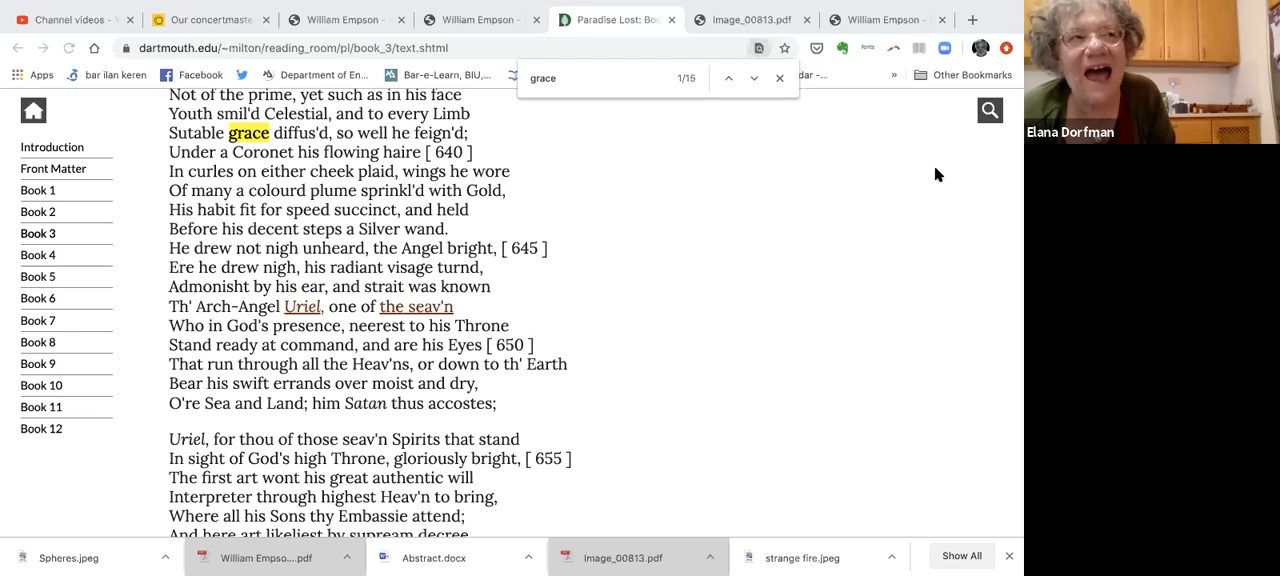 Channel videos - Y
Our concertmaste
William Empson -
William Empson -
Paradise Lost: Boo
image_00813.pdf
William Empson -
dartmouth.edu/~milton/reading_room/pl/book_3/text.shtml
fonts
Apps
bar ilan keren
Facebook
Department of En...
Bar-e-Learn, BIU,...
dar -...
»
Other Bookmarks
grace
1/15
Elana Dorfman
Introduction
Front Matter
Book 1
Book 2
Book 3
Book 4
Book 5
Book 6
Book 7
Book 8
Book 9
Book 10
Book 11
Book 12
Not of the prime, yet such as in his face
Youth smil'd Celestial, and to every Limb
Sutable grace diffus'd, so well he feign'd;
Under a Coronet his flowing haire [ 640 ]
In curles on either cheek plaid, wings he wore
Of many a colourd plume sprinkl'd with Gold,
His habit fit for speed succinct, and held
Before his decent steps a Silver wand.
He drew not nigh unheard, the Angel bright, [ 645 ]
Ere he drew nigh, his radiant visage turnd,
Admonisht by his ear, and strait was known
Th' Arch-Angel Uriel, one of the seav'n
Who in God's presence, neerest to his Throne
Stand ready at command, and are his Eyes [ 650 ]
That run through all the Heav'ns, or down to th' Earth
Bear his swift errands over moist and dry,
O're Sea and Land; him Satan thus accostes;
Uriel, for thou of those seav'n Spirits that stand
In sight of God's high Throne, gloriously bright, [ 655 ]
The first art wont his great authentic will
Interpreter through highest Heav'n to bring,
Where all his Sons thy Embassie attend;
And here art likeliest by supream decree
Spheres.jpeg
William Empso....pdf
Abstract.docx
Image_00813.pdf
strange fire.jpeg
Show All